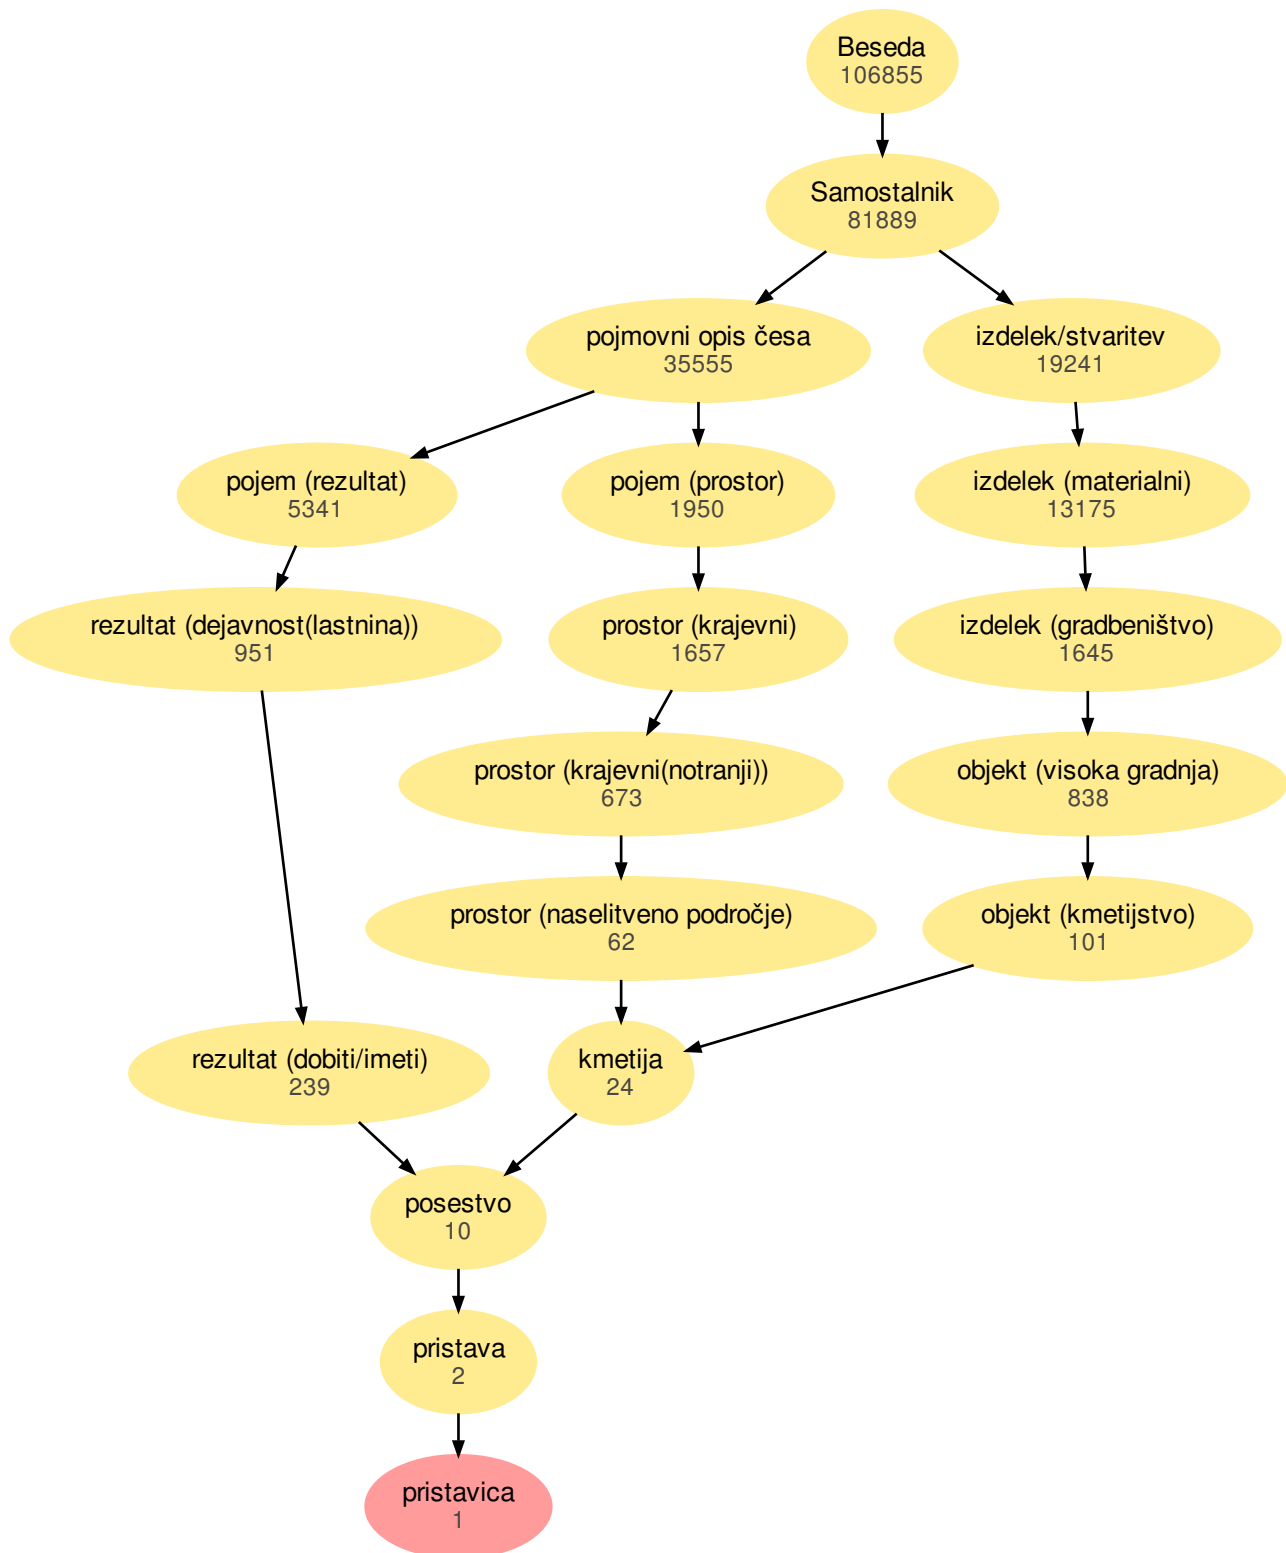 Beseda
106855
Samostalnik
81889
pojmovni opis česa
35555
izdelek/stvaritev
19241
pojem (rezultat)
5341
pojem (prostor)
1950
izdelek (materialni)
13175
rezultat (dejavnost(lastnina))
951
prostor (krajevni)
1657
izdelek (gradbeništvo)
1645
prostor (krajevni(notranji))
673
objekt (visoka gradnja)
838
prostor (naselitveno področje)
62
objekt (kmetijstvo)
101
rezultat (dobiti/imeti)
239
kmetija
24
posestvo
10
pristava
2
pristavica
1